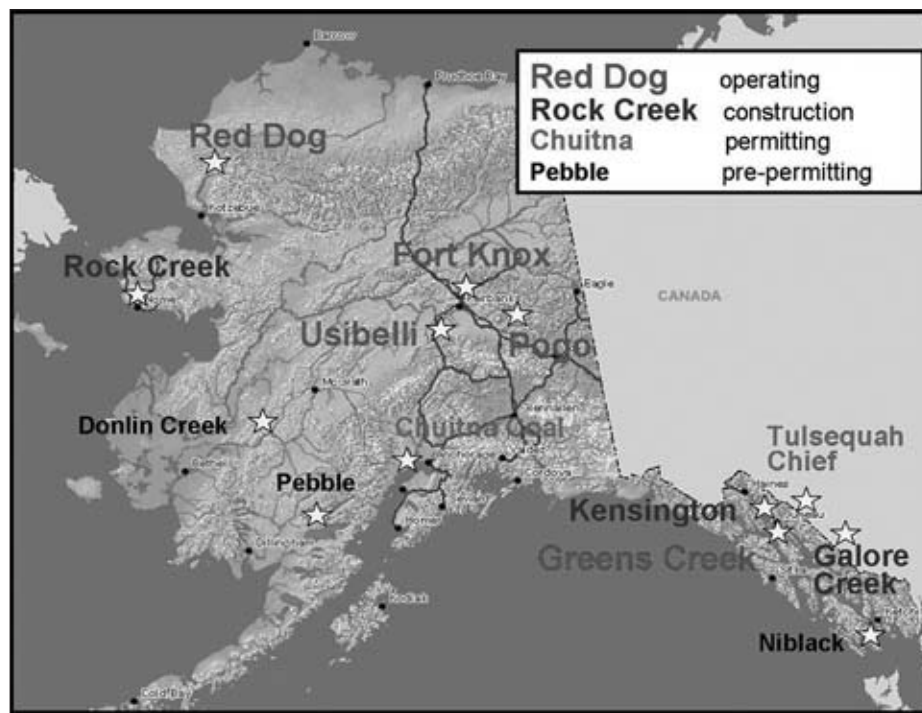 Barrow
Prudhoe Bay
Red Dog operating
Rock Creek construction
Chuitna permitting
Pebble pre-permitting
Red Dog
Kotzebue
Fort Knox
Rock Creek
Eagle
CANADA
Nome
Usibelli
Pogo
McGrath
Donlin Creek
Chuitna Coal
Tulsequah
Chief
Bethel
Cordova
Pebble
Haines
Kensington
Homer
Dillingham
Greens Creek
Galore
Creek
Kodiak
Niblack
Cold Bay